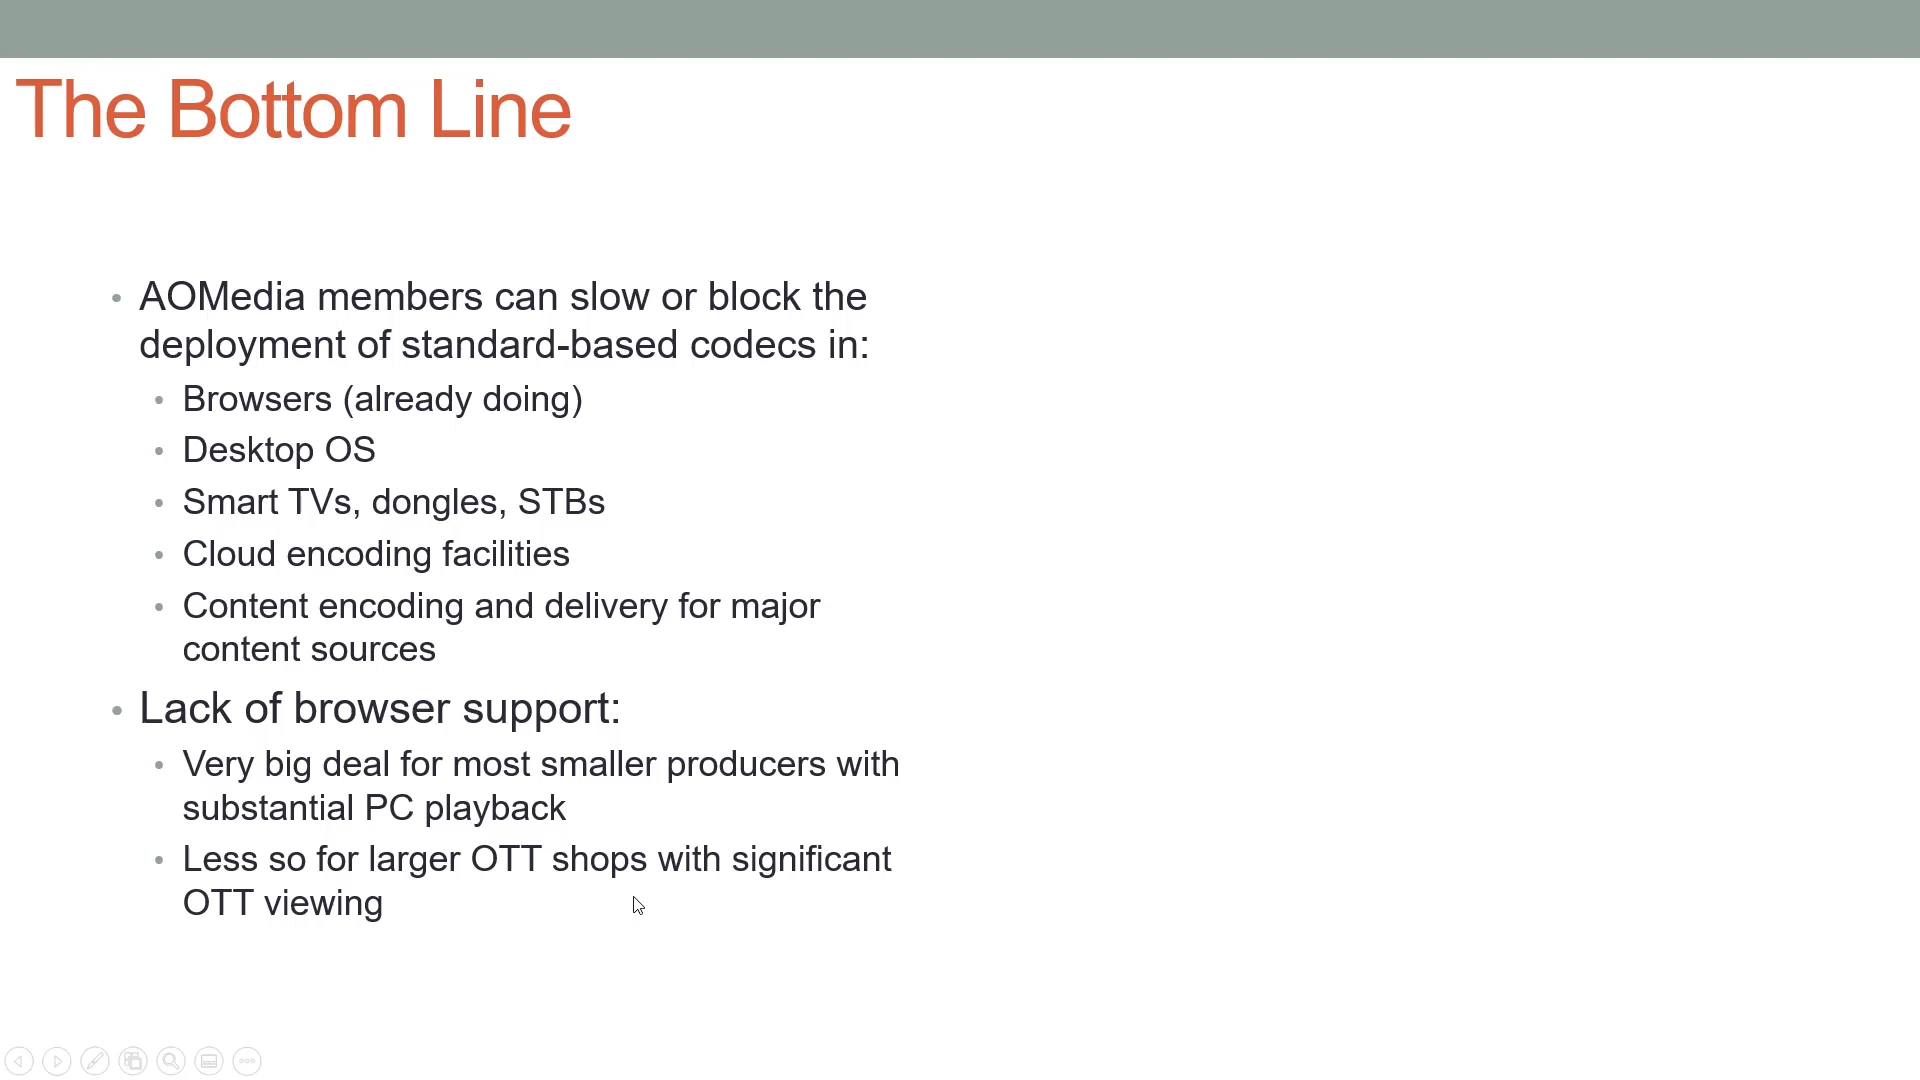 The Bottom Line
• AOMedia members can slow or block the
deployment of standard-based codecs in:
• Browsers (already doing)
• Desktop OS
• Smart TVs, dongles, STBs
• Cloud encoding facilities
• Content encoding and delivery for major
content sources
• Lack of browser support:
• Very big deal for most smaller producers with
substantial PC playback
• Less so for larger OTT shops with significant
OTT viewing